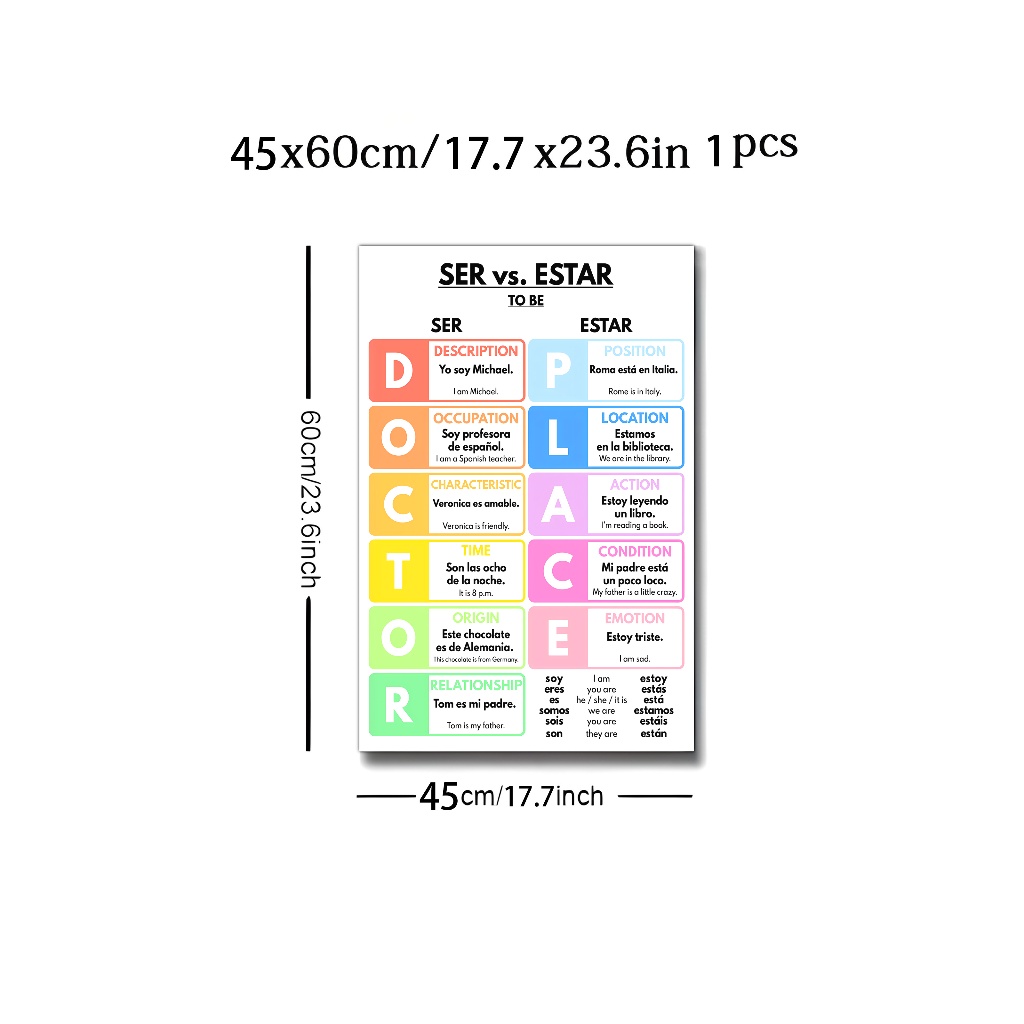 45x60cm/17.7 x23.6in 1pcs
60cm/23.6inch
SER vs. ESTAR
TO BE
SER
ESTAR
D
DESCRIPTION
Yo soy Michael.
I am Michael.
P
POSITION
Roma está en Italia.
Rome is in Italy.
O
OCCUPATION
Soy profesora
de español.
I am a Spanish teacher.
L
LOCATION
Estamos
en la biblioteca.
We are in the library.
C
CHARACTERISTIC
Veronica es amable.
Veronica is friendly.
A
ACTION
Estoy leyendo
un libro.
I'm reading a book.
T
TIME
Son las ocho
de la noche.
It is 8 p.m.
C
CONDITION
Mi padre está
un poco loco.
My father is a little crazy.
O
ORIGIN
Este chocolate
es de Alemania.
This chocolate is from Germany.
E
EMOTION
Estoy triste.
I am sad.
R
RELATIONSHIP
Tom es mi padre.
Tom is my father.
soy I am estoy
eres you are estás
es he / she / it is está
somos we are estamos
sois you are estáis
son they are están
45cm/17.7inch